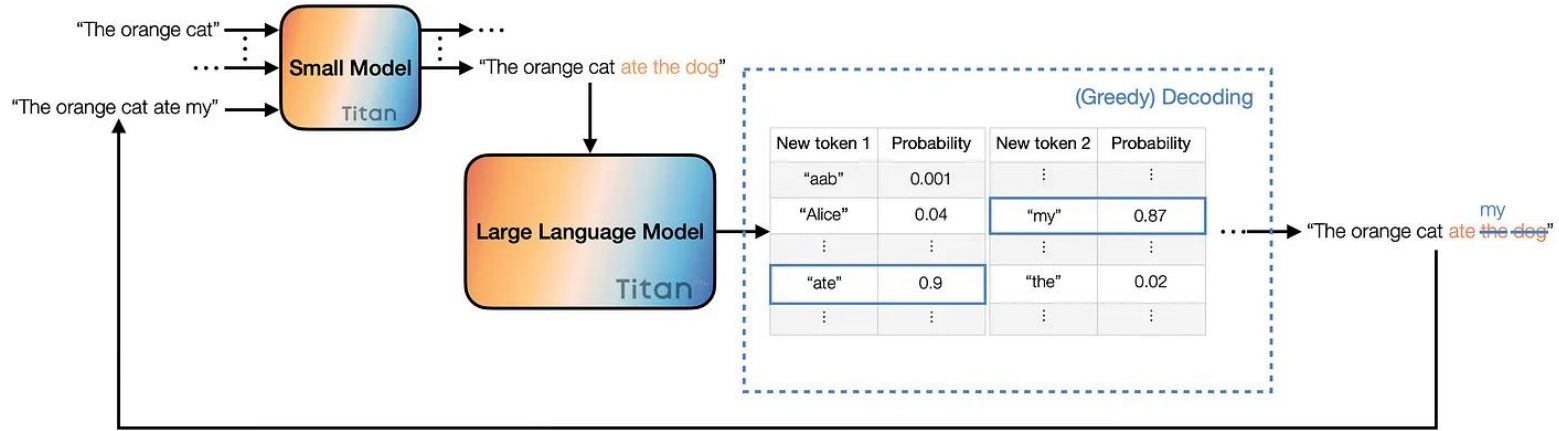 “The orange cat”
...
“The orange cat ate my”
Small Model
Titan
...
“The orange cat ate the dog”
Large Language Model
Titan
(Greedy) Decoding
New token 1 Probability New token 2 Probability
“aab” 0.001 ⋮ ⋮
“Alice” 0.04 “my” 0.87
⋮ ⋮ ⋮ ⋮
“ate” 0.9 “the” 0.02
⋮ ⋮ ⋮ ⋮
...
my
“The orange cat ate the dog”